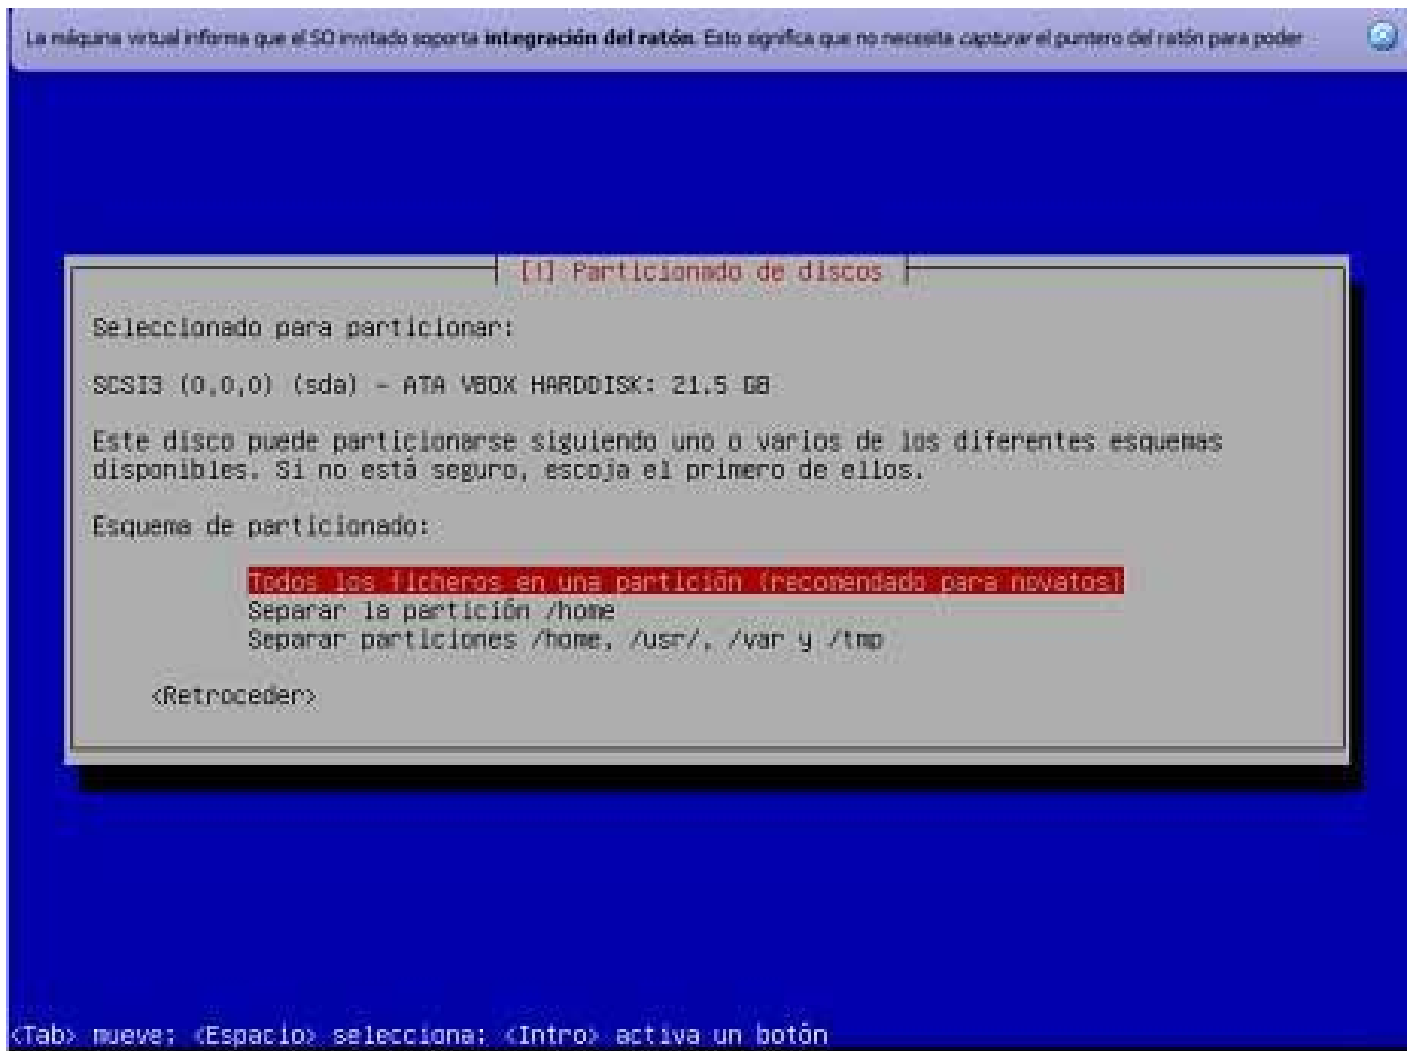 La máquina virtual informa que el SO invitado soporta integración del ratón. Esto significa que no necesita capturar el puntero del ratón para poder
[!] Particionado de discos
Seleccionado para particionar:
SCSI3 (0,0,0) (sda) - ATA VBOX HARDDISK: 21.5 GB
Este disco puede particionarse siguiendo uno o varios de los diferentes esquemas
disponibles. Si no está seguro, escoja el primero de ellos.
Esquema de particionado:
Todos los ficheros en una partición (recomendado para novatos)
Separar la partición /home
Separar particiones /home, /usr/, /var y /tmp
<Retroceder>
<Tab> mueve; <Espacio> selecciona; <Intro> activa un botón